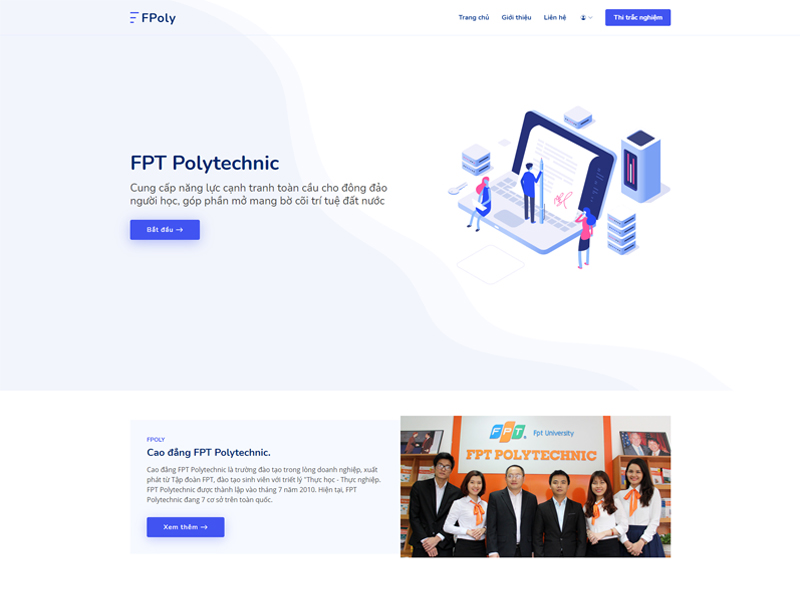 FPoly
Trang chủ Giới thiệu Liên hệ Thi trắc nghiệm
FPT Polytechnic
Cung cấp năng lực cạnh tranh toàn cầu cho đông đảo
người học, góp phần mở mang bờ cõi trí tuệ đất nước
Bắt đầu →
FPOLY
Cao đẳng FPT Polytechnic.
Cao đẳng FPT Polytechnic là trường đào tạo trong lòng doanh nghiệp, xuất
phát từ Tập đoàn FPT, đào tạo sinh viên với triết lý "Thực học - Thực nghiệp.
FPT Polytechnic được thành lập vào tháng 7 năm 2010. Hiện tại, FPT
Polytechnic đang 7 cơ sở trên toàn quốc.
Xem thêm →
FPT Fpt University
FPT POLYTECHNIC